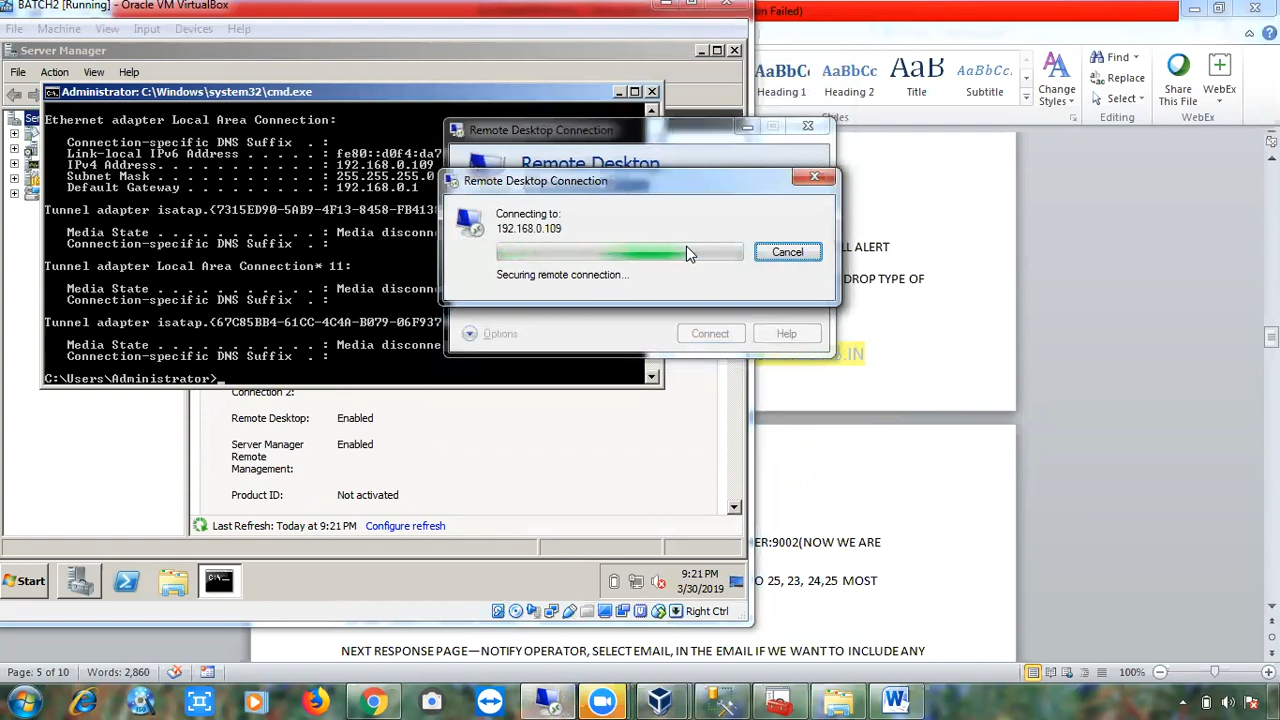 BATCH2 [Running] - Oracle VM VirtualBox
File Machine View Input Devices Help
Server Manager
File Action View Help
Administrator: C:\Windows\system32\cmd.exe
Ethernet adapter Local Area Connection:
Connection-specific DNS Suffix . :
Link-local IPv6 Address . . . . . : fe80::d0f4:da7
IPv4 Address. . . . . . . . . . . : 192.168.0.109
Subnet Mask . . . . . . . . . . . : 255.255.255.0
Default Gateway . . . . . . . . . : 192.168.0.1
Tunnel adapter isatap.{7315ED90-5AB9-4F13-8458-FB413
Media State . . . . . . . . . . . : Media disconne
Connection-specific DNS Suffix . :
Tunnel adapter Local Area Connection* 11:
Media State . . . . . . . . . . . : Media disconne
Connection-specific DNS Suffix . :
Tunnel adapter isatap.{67C85BB4-61CC-4C4A-B079-06F937
Media State . . . . . . . . . . . : Media disconne
Connection-specific DNS Suffix . :
C:\Users\Administrator>_
Remote Desktop Connection
Remote Desktop
Remote Desktop Connection
Connecting to:
192.168.0.109
Cancel
Securing remote connection...
Options
Connect
Help
Connection 2:
Remote Desktop: Enabled
Server Manager Remote Management: Enabled
Product ID: Not activated
Last Refresh: Today at 9:21 PM Configure refresh
Start
9:21 PM
3/30/2019
Right Ctrl
Failed)
AaBbCc AaBbCc AaB AaBbCc
Heading 1 Heading 2 Title Subtitle
Change Styles
Find
Replace
Select
Share This File
WebEx
Styles
Editing
WebEx
ALERT
DROP TYPE OF
.IN
ER:9002(NOW WE ARE
O 25, 23, 24,25 MOST
NEXT RESPONSE PAGE—NOTIFY OPERATOR, SELECT EMAIL, IN THE EMAIL IF WE WANT TO INCLUDE ANY
Page: 5 of 10 Words: 2,860
100%
9:21 PM